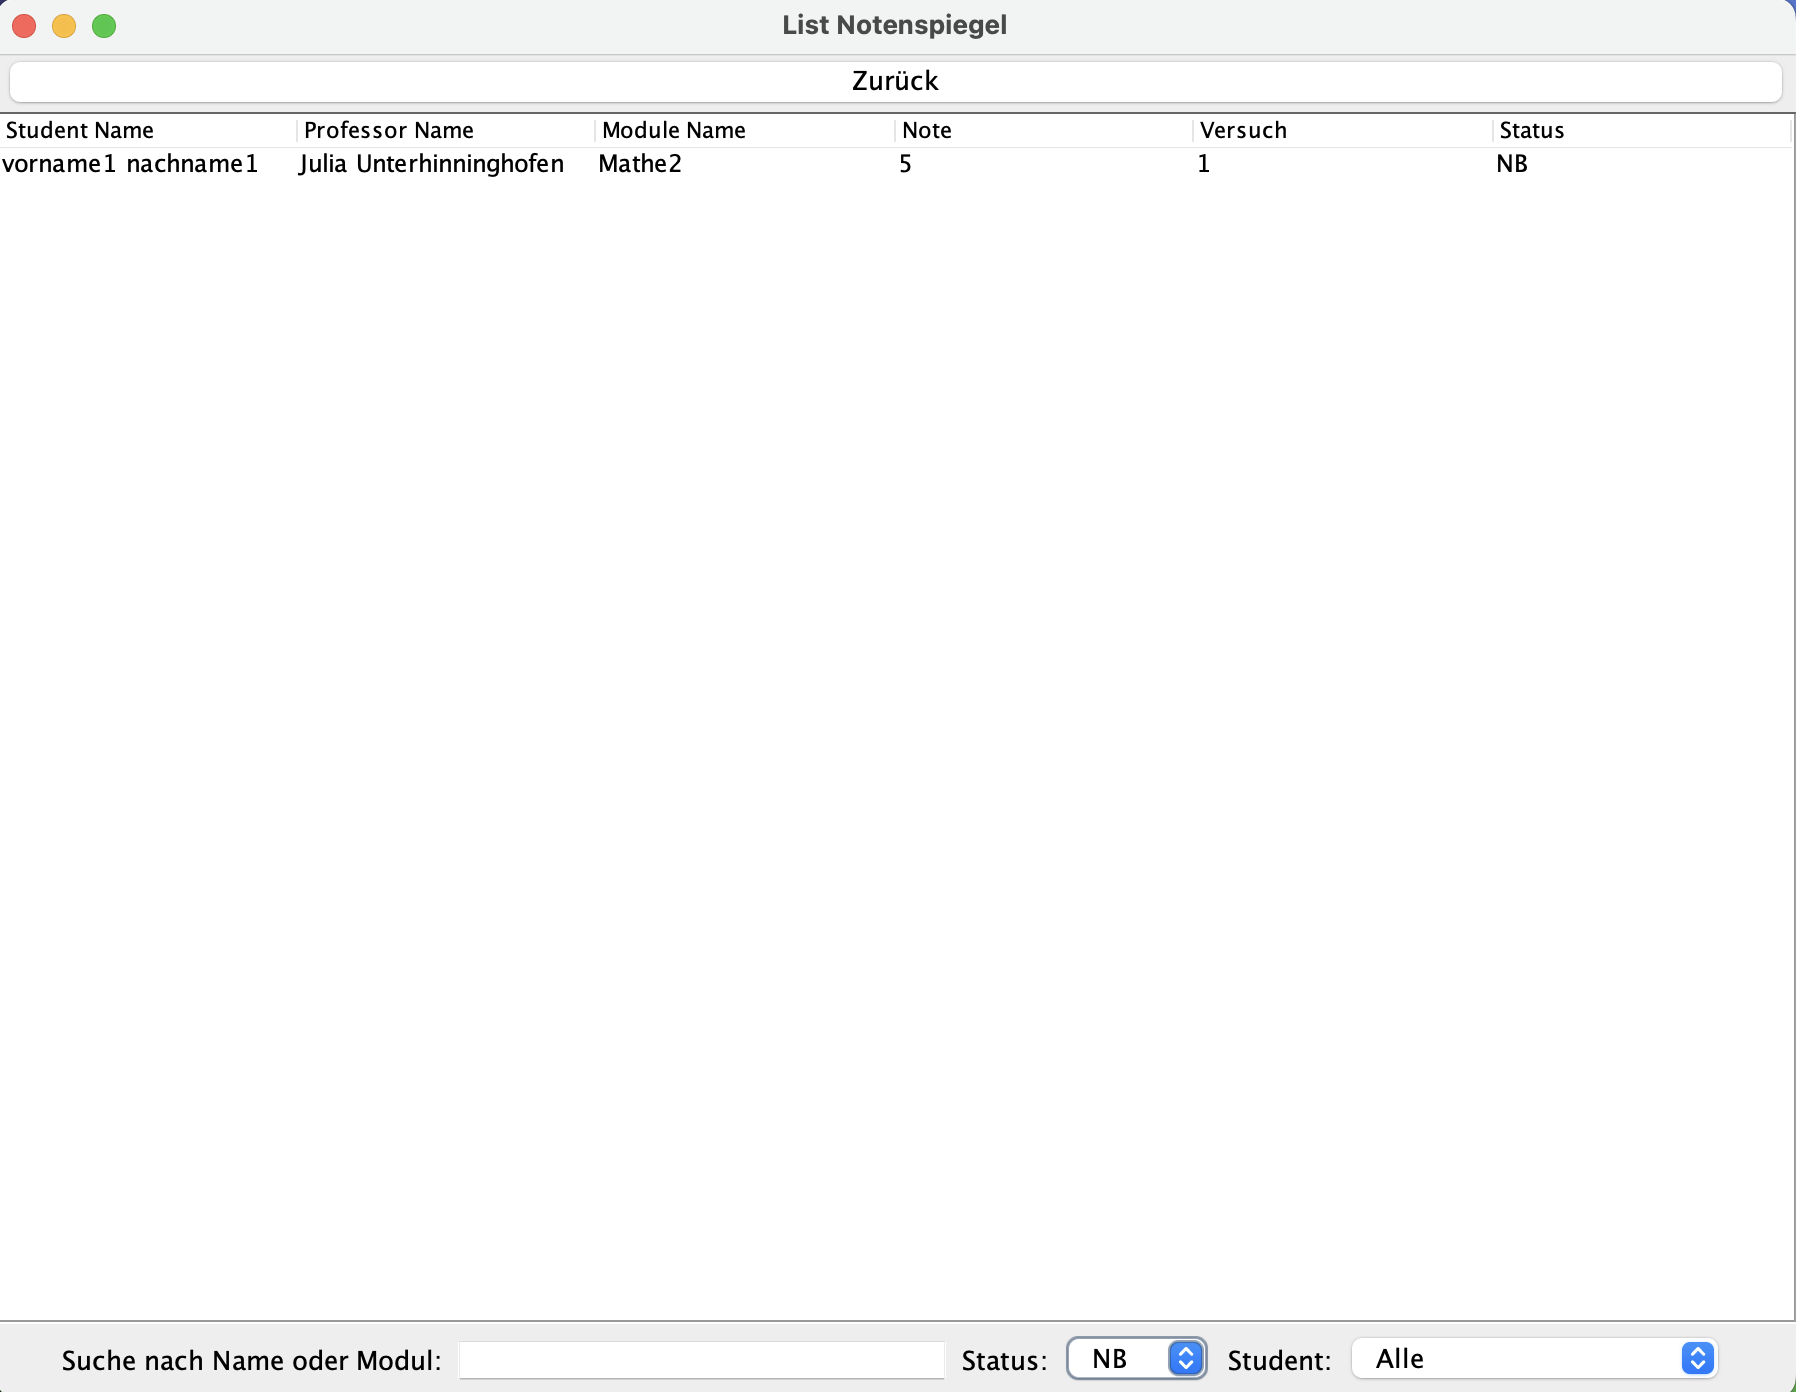 List Notenspiegel
Zurück
Student Name Professor Name Module Name Note Versuch Status
vorname1 nachname1 Julia Unterhinninghofen Mathe2 5 1 NB
Suche nach Name oder Modul: Status: NB Student: Alle